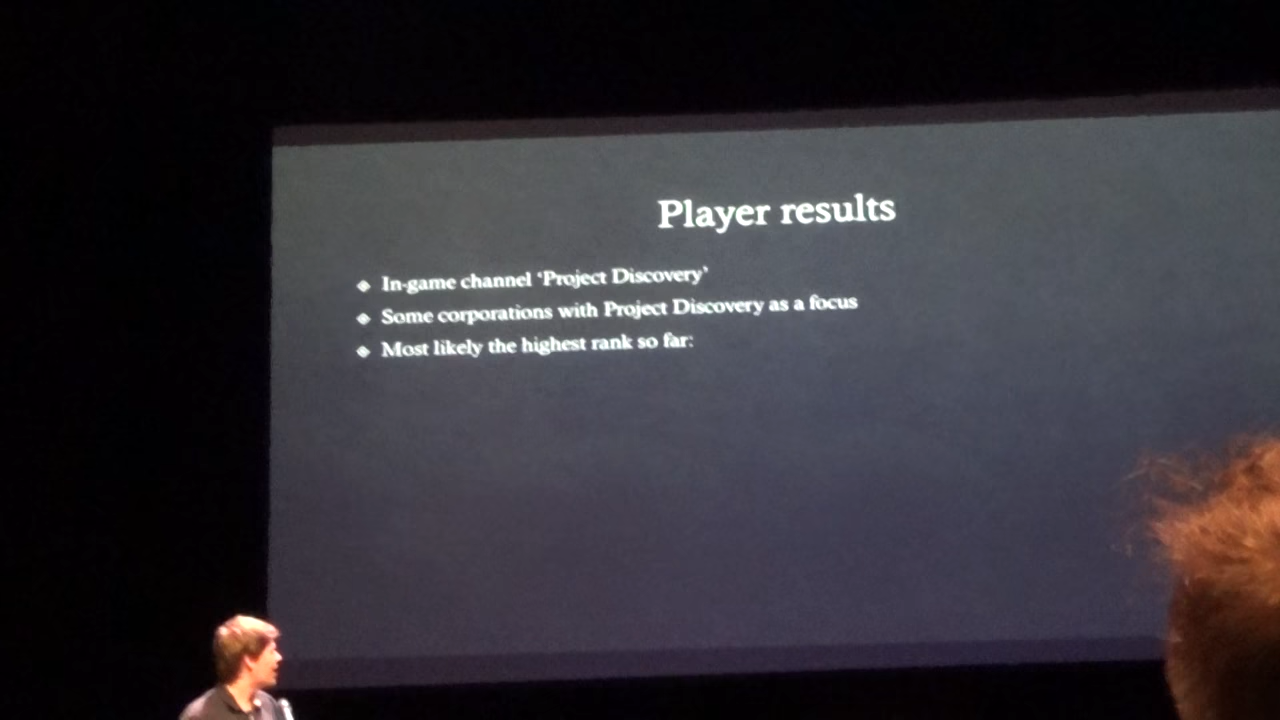 Player results
In-game channel ‘Project Discovery’
Some corporations with Project Discovery as a focus
Most likely the highest rank so far: